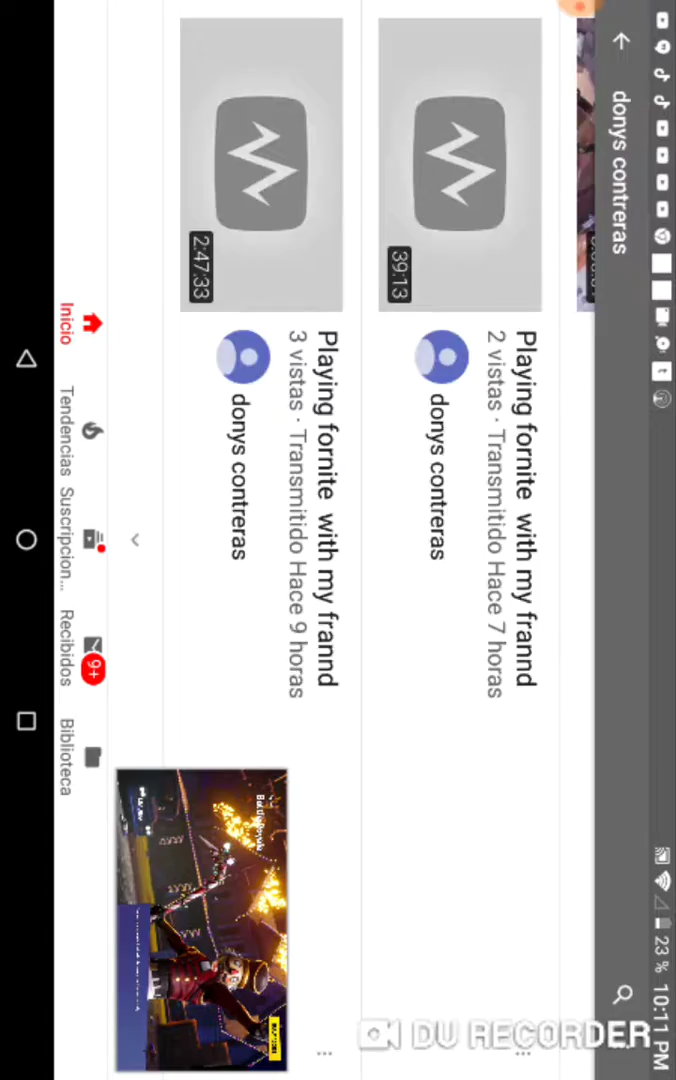 23 % 10:11 PM
donys contreras
39:13
Playing fornite with my frannd
2 vistas · Transmitido Hace 7 horas
donys contreras
2:47:33
Playing fornite with my frannd
3 vistas · Transmitido Hace 9 horas
donys contreras
Inicio
Tendencias
Suscripcion...
Recibidos
9+
Biblioteca
DU RECORDER